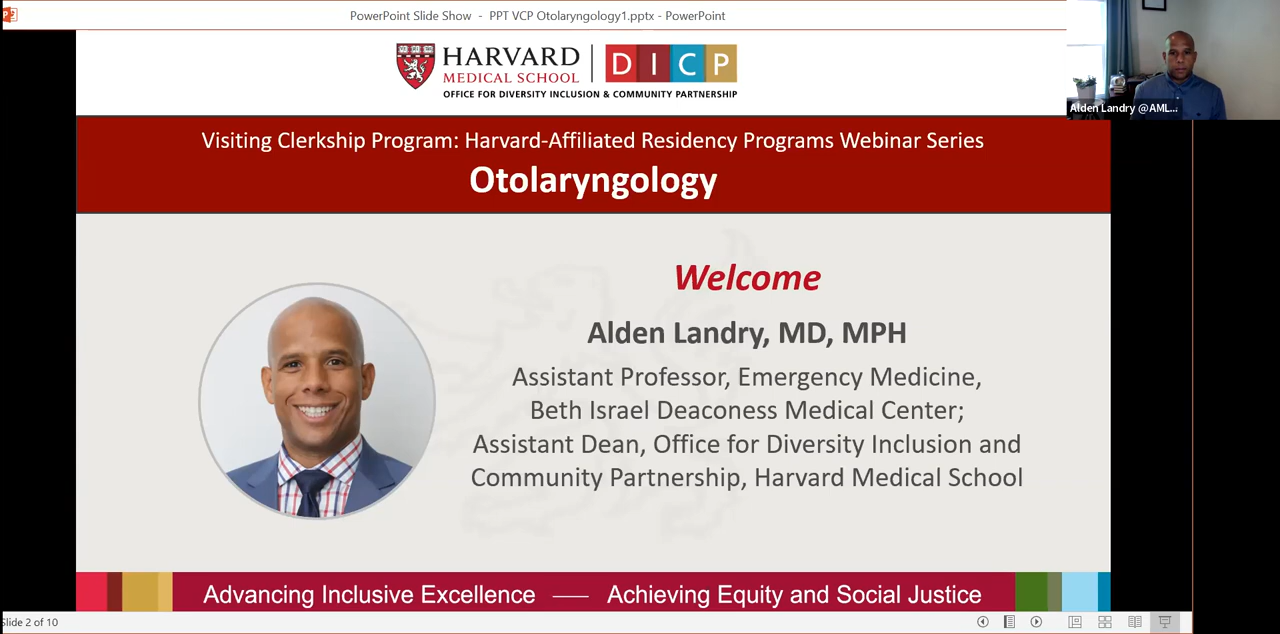 PowerPoint Slide Show - PPT VCP Otolaryngology1.pptx - PowerPoint
HARVARD
MEDICAL SCHOOL
DICP
OFFICE FOR DIVERSITY INCLUSION & COMMUNITY PARTNERSHIP
Alden Landry @AML...
Visiting Clerkship Program: Harvard-Affiliated Residency Programs Webinar Series
Otolaryngology
Welcome
Alden Landry, MD, MPH
Assistant Professor, Emergency Medicine,
Beth Israel Deaconess Medical Center;
Assistant Dean, Office for Diversity Inclusion and
Community Partnership, Harvard Medical School
Advancing Inclusive Excellence —— Achieving Equity and Social Justice
Slide 2 of 10